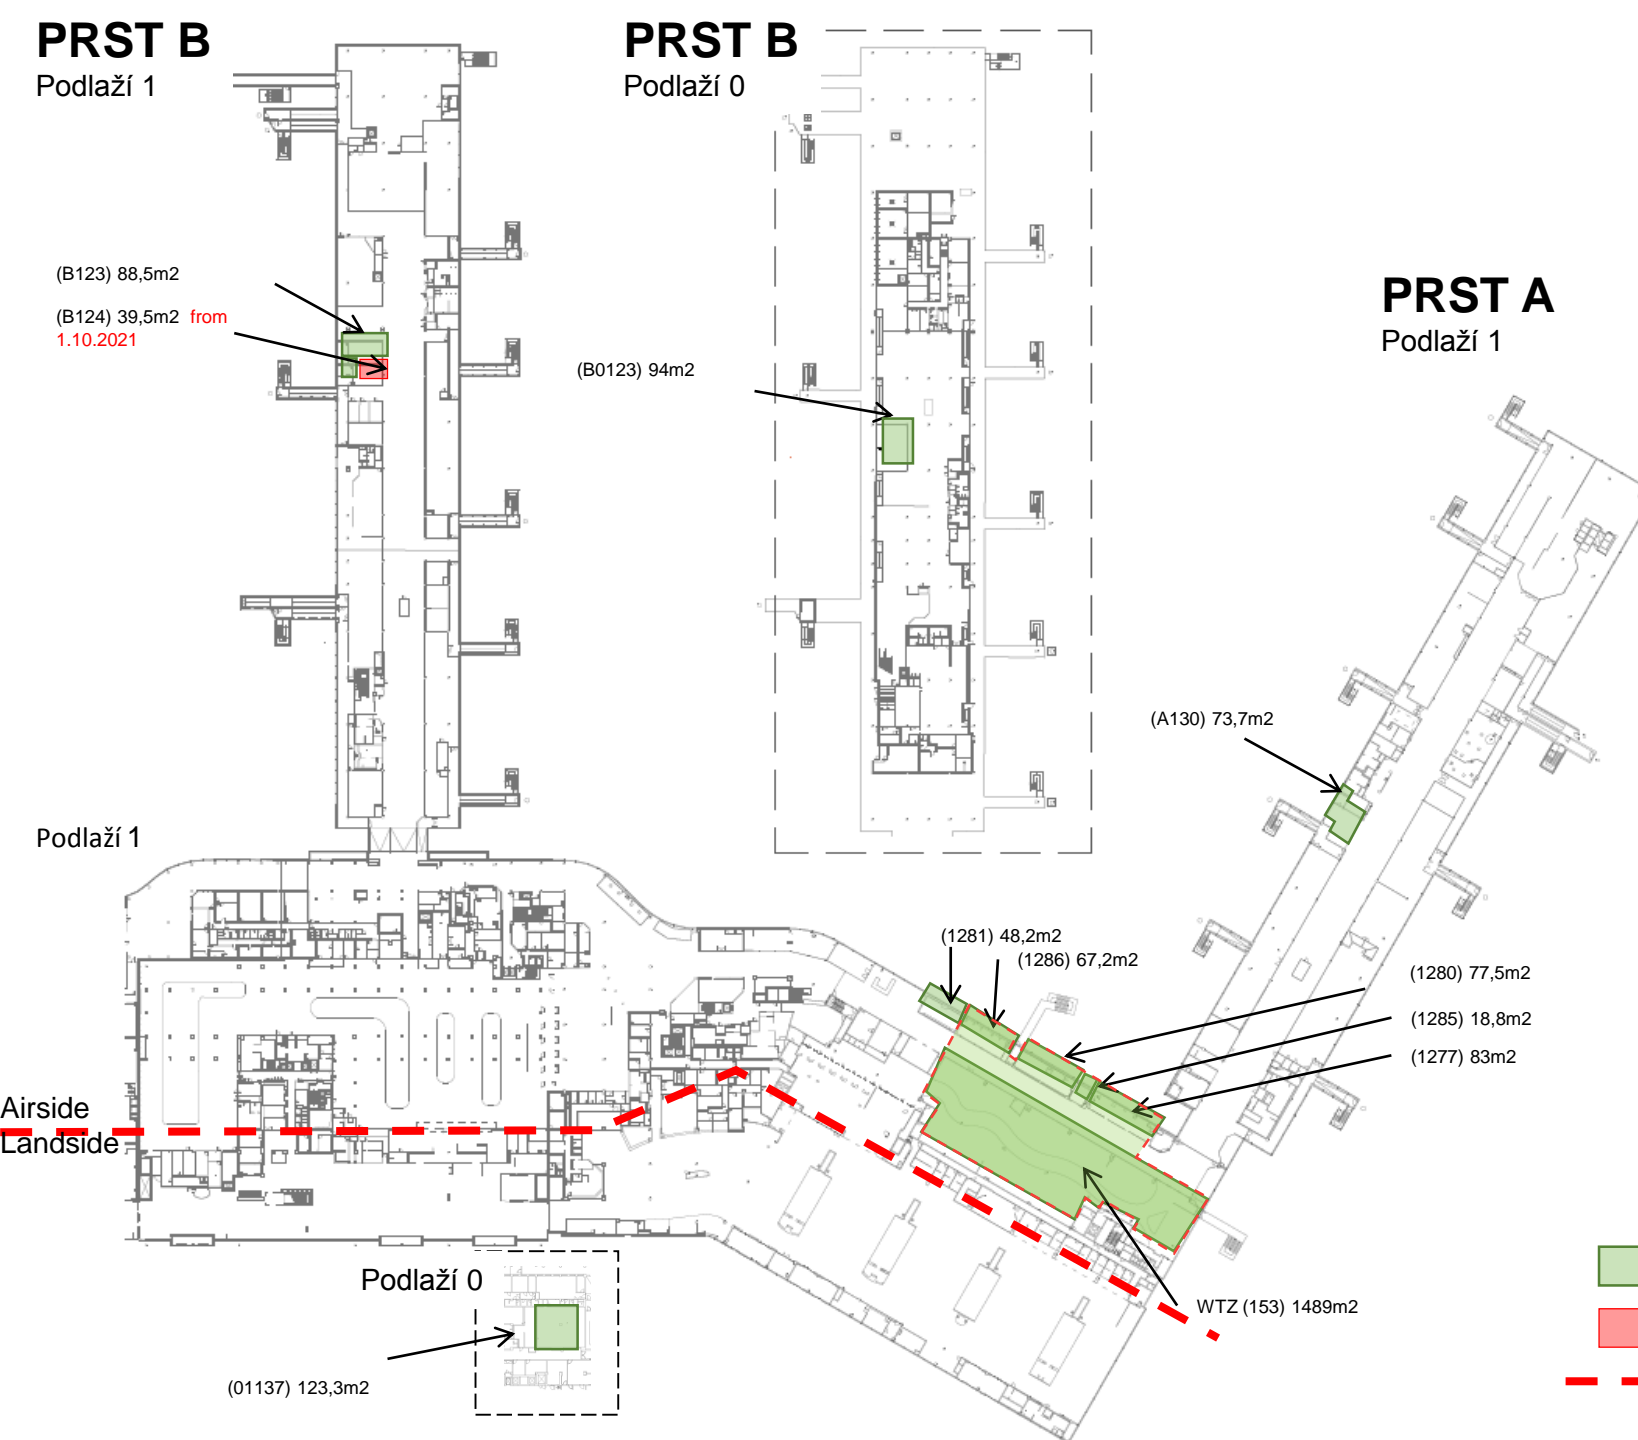 PRST B
Podlaží 1
PRST B
Podlaží 0
(B123) 88,5m2
(B124) 39,5m2 from
1.10.2021
(B0123) 94m2
PRST A
Podlaží 1
(A130) 73,7m2
Podlaží 1
(1281) 48,2m2
(1286) 67,2m2
(1280) 77,5m2
(1285) 18,8m2
(1277) 83m2
Airside
Landside
Podlaží 0
WTZ (153) 1489m2
(01137) 123,3m2